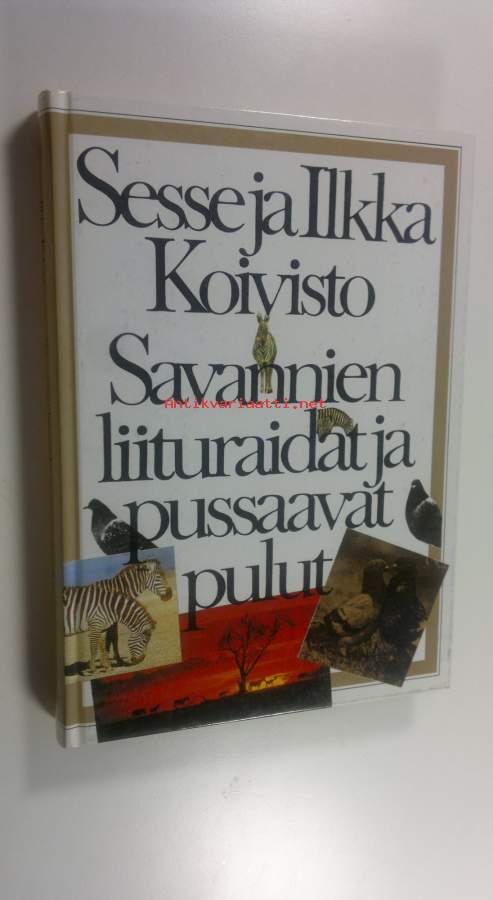 Sesse ja Ilkka
Koivisto
Savannien
Antikvariaatti.net
liituraidat ja
pussaavat
pulut